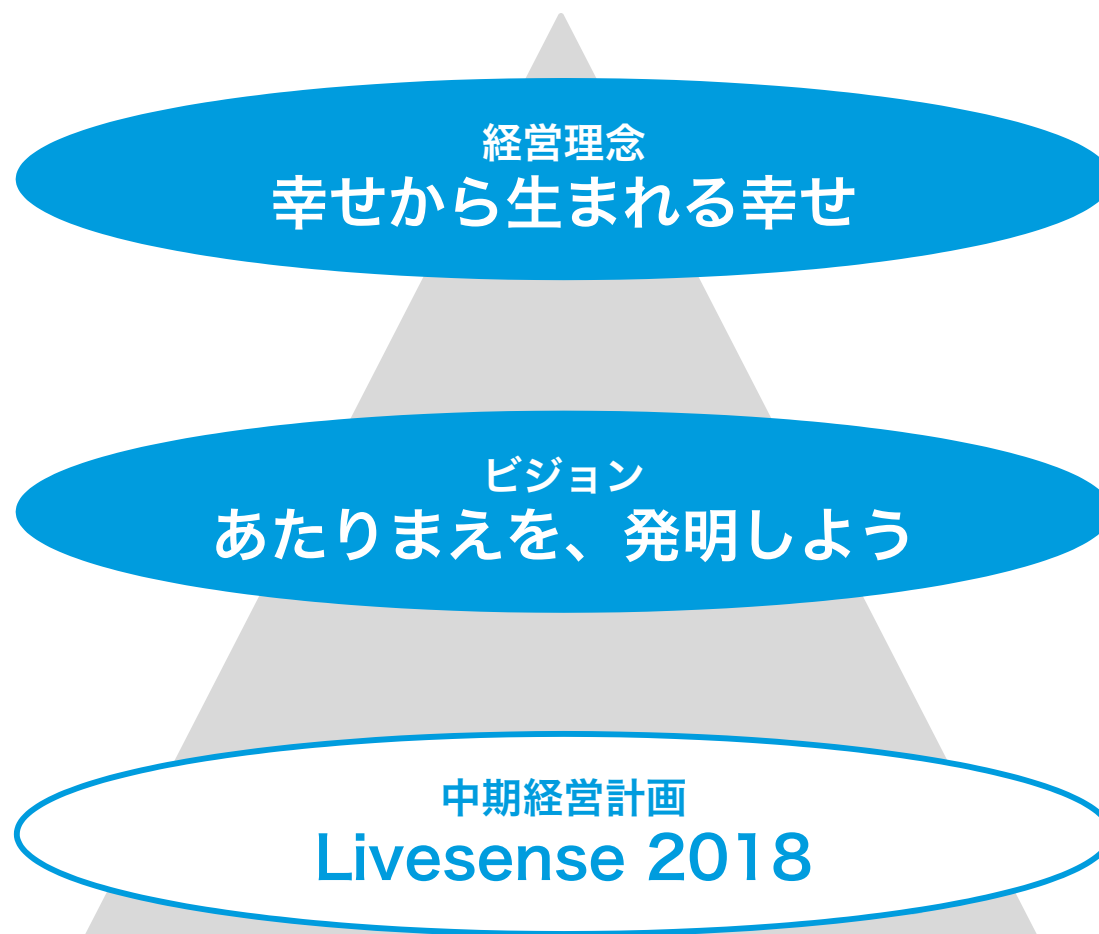 経営理念
幸せから生まれる幸せ
ビジョン
あたりまえを、発明しよう
中期経営計画
Livesense 2018